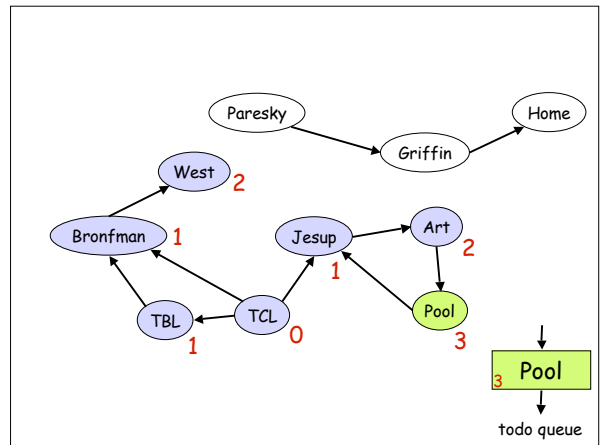 Paresky
Home
Griffin
West
2
Bronfman
1
Jesup
1
Art
2
TBL
1
TCL
0
Pool
3
3 Pool
todo queue